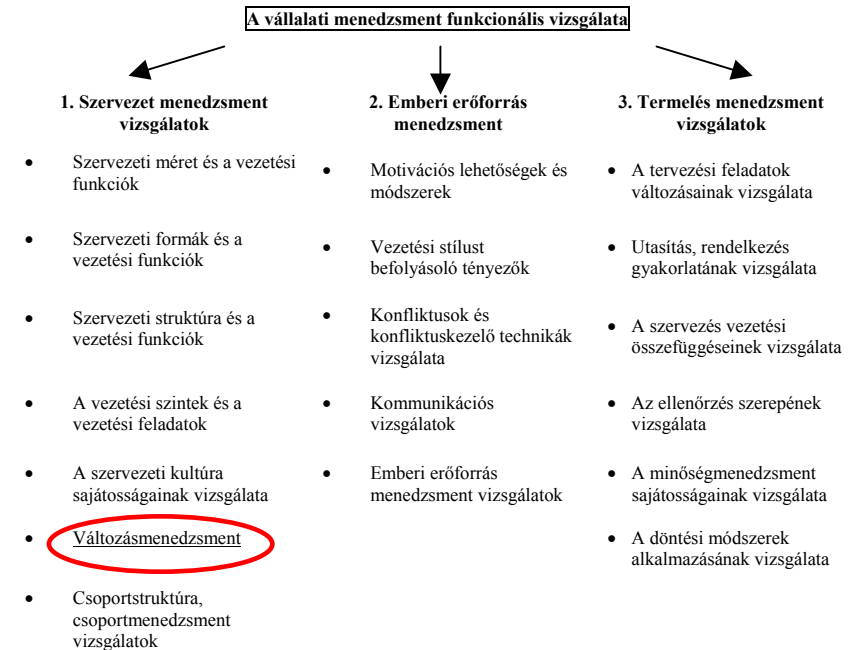 A vállalati menedzsment funkcionális vizsgálata
1. Szervezet menedzsment
vizsgálatok
• Szervezeti méret és a vezetési
funkciók
• Szervezeti formák és a
vezetési funkciók
• Szervezeti struktúra és a
vezetési funkciók
• A vezetési szintek és a
vezetési feladatok
• A szervezeti kultúra
sajátosságainak vizsgálata
• Változásmenedzsment
• Csoportstruktúra,
csoportmenedzsment
vizsgálatok
2. Emberi erőforrás
menedzsment
• Motivációs lehetőségek és
módszerek
• Vezetési stílust
befolyásoló tényezők
• Konfliktusok és
konfliktuskezelő technikák
vizsgálata
• Kommunikációs
vizsgálatok
• Emberi erőforrás
menedzsment vizsgálatok
3. Termelés menedzsment
vizsgálatok
• A tervezési feladatok
változásainak vizsgálata
• Utasítás, rendelkezés
gyakorlatának vizsgálata
• A szervezés vezetési
összefüggéseinek vizsgálata
• Az ellenőrzés szerepének
vizsgálata
• A minőségmenedzsment
sajátosságainak vizsgálata
• A döntési módszerek
alkalmazásának vizsgálata